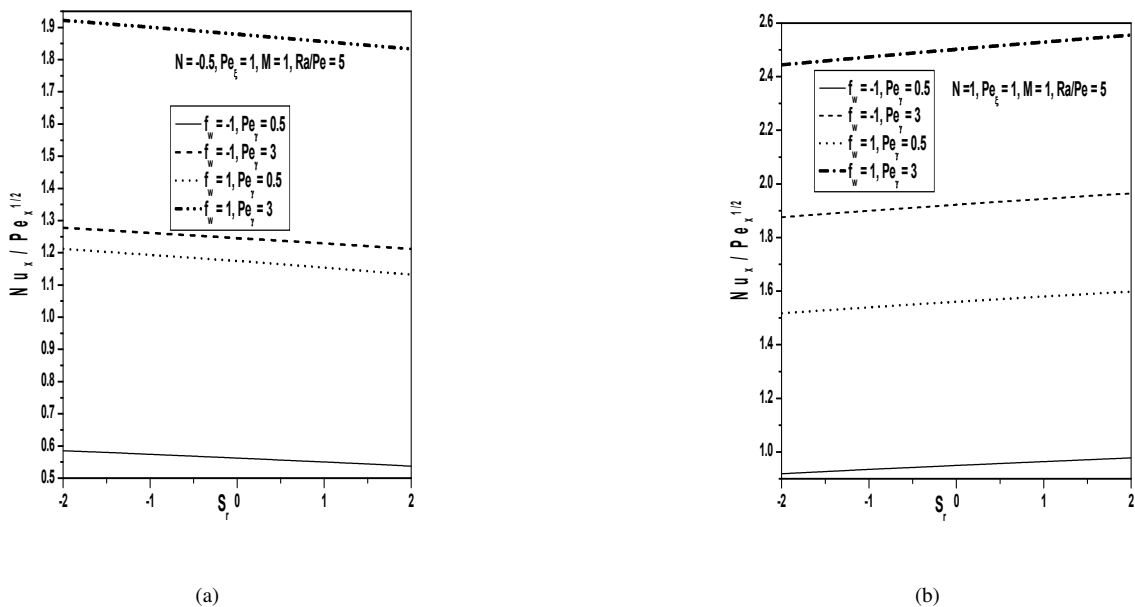 1.9
1.8
1.7
1.6
1.5
1.4
1.3
1.2
1.1
1.0
0.9
0.8
0.7
0.6
0.5
-2
-1
0
1
2
Nu_x / Pe_x^1/2
S_r
N = -0.5, Pe_ξ = 1, M = 1, Ra/Pe = 5
f_w = -1, Pe_γ = 0.5
f_w = -1, Pe_γ = 3
f_w = 1, Pe_γ = 0.5
f_w = 1, Pe_γ = 3
(a)
2.6
2.4
2.2
2.0
1.8
1.6
1.4
1.2
1.0
-2
-1
0
1
2
Nu_x / Pe_x^1/2
S_r
N =1, Pe_ξ = 1, M = 1, Ra/Pe = 5
f_w = -1, Pe_γ = 0.5
f_w = -1, Pe_γ = 3
f_w = 1, Pe_γ = 0.5
f_w = 1, Pe_γ = 3
(b)